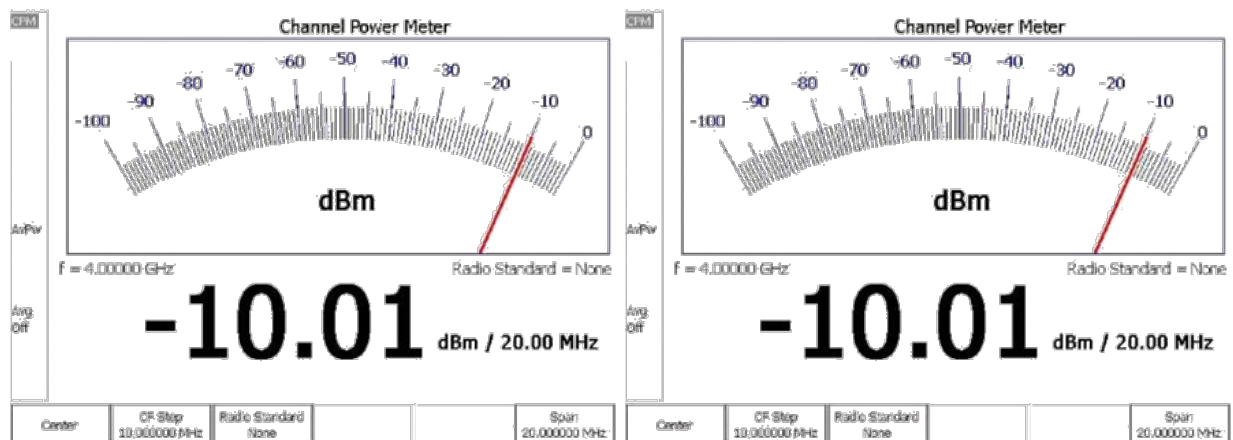 CPM
Channel Power Meter
-100 -90 -80 -70 -60 -50 -40 -30 -20 -10 0
dBm
AvPwr
f = 4.00000 GHz
Radio Standard = None
-10.01 dBm / 20.00 MHz
Avg
Off
Center
CF Step
10.000000 MHz
Radio Standard
None
Span
20.000000 MHz
CPM
Channel Power Meter
-100 -90 -80 -70 -60 -50 -40 -30 -20 -10 0
dBm
AvPwr
f = 4.00000 GHz
Radio Standard = None
-10.01 dBm / 20.00 MHz
Avg
Off
Center
CF Step
10.000000 MHz
Radio Standard
None
Span
20.000000 MHz